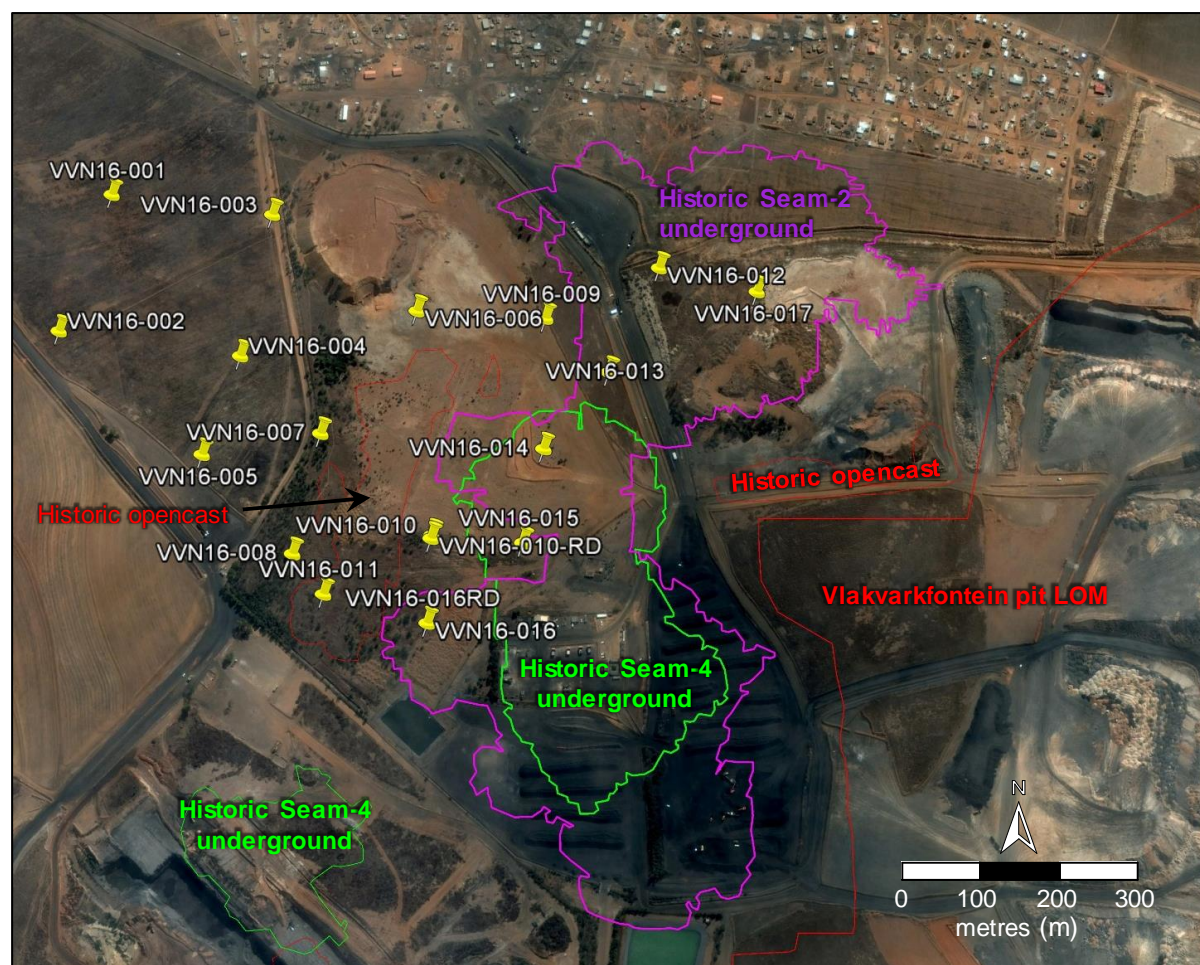 VVN16-001
VVN16-003
Historic Seam-2
underground
VVN16-012
VVN16-009
VVN16-017
VVN16-006
VVN16-002
VVN16-004
VVN16-013
VVN16-007
VVN16-014
VVN16-005
Historic opencast
Historic opencast
VVN16-015
VVN16-010
VVN16-010-RD
VVN16-008
VVN16-011
VVN16-016RD
Vlakvarkfontein pit LOM
VVN16-016
Historic Seam-4
underground
Historic Seam-4
underground
N
0 100 200 300
metres (m)